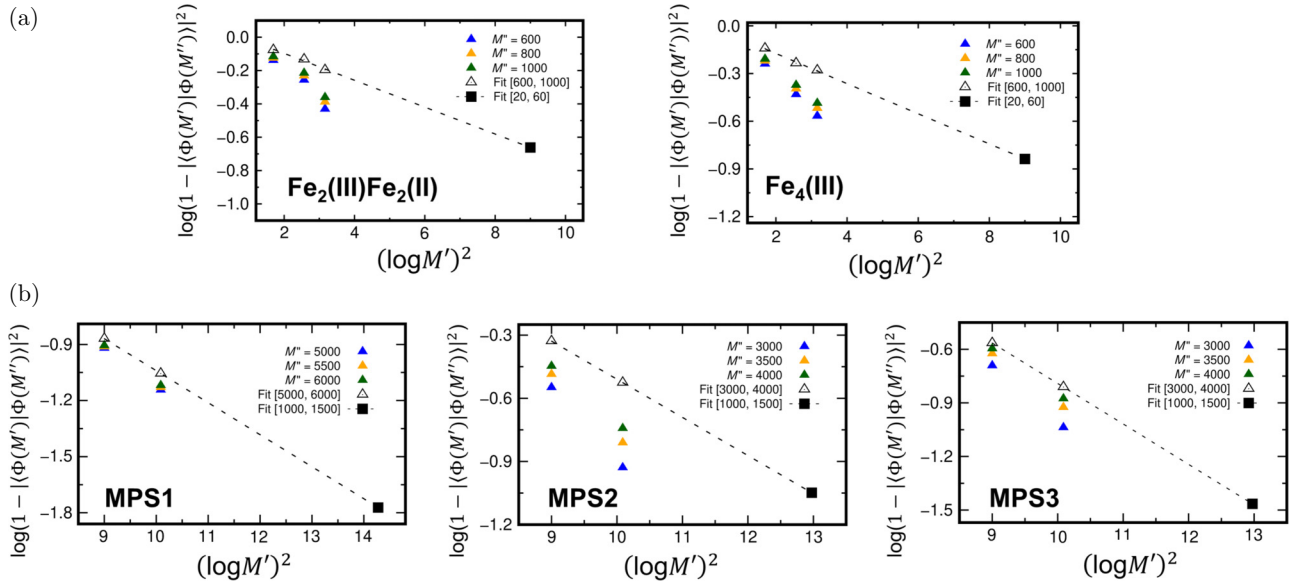 (a)
log(1 − |⟨Φ(M′)|Φ(M″)⟩|²)
0.0
−0.2
−0.4
−0.6
−0.8
−1.0
M" = 600
M" = 800
M" = 1000
Fit [600, 1000]
Fit [20, 60]
Fe₂(III)Fe₂(II)
2 4 6 8 10
(logM′)²
log(1 − |⟨Φ(M′)|Φ(M″)⟩|²)
0.0
−0.3
−0.6
−0.9
−1.2
M" = 600
M" = 800
M" = 1000
Fit [600, 1000]
Fit [20, 60]
Fe₄(III)
2 4 6 8 10
(logM′)²
(b)
log(1 − |⟨Φ(M′)|Φ(M″)⟩|²)
−0.9
−1.2
−1.5
−1.8
M" = 5000
M" = 5500
M" = 6000
Fit [5000, 6000]
Fit [1000, 1500]
MPS1
9 10 11 12 13 14
(logM′)²
log(1 − |⟨Φ(M′)|Φ(M″)⟩|²)
−0.3
−0.6
−0.9
−1.2
M" = 3000
M" = 3500
M" = 4000
Fit [3000, 4000]
Fit [1000, 1500]
MPS2
9 10 11 12 13
(logM′)²
log(1 − |⟨Φ(M′)|Φ(M″)⟩|²)
−0.6
−0.9
−1.2
−1.5
M" = 3000
M" = 3500
M" = 4000
Fit [3000, 4000]
Fit [1000, 1500]
MPS3
9 10 11 12 13
(logM′)²